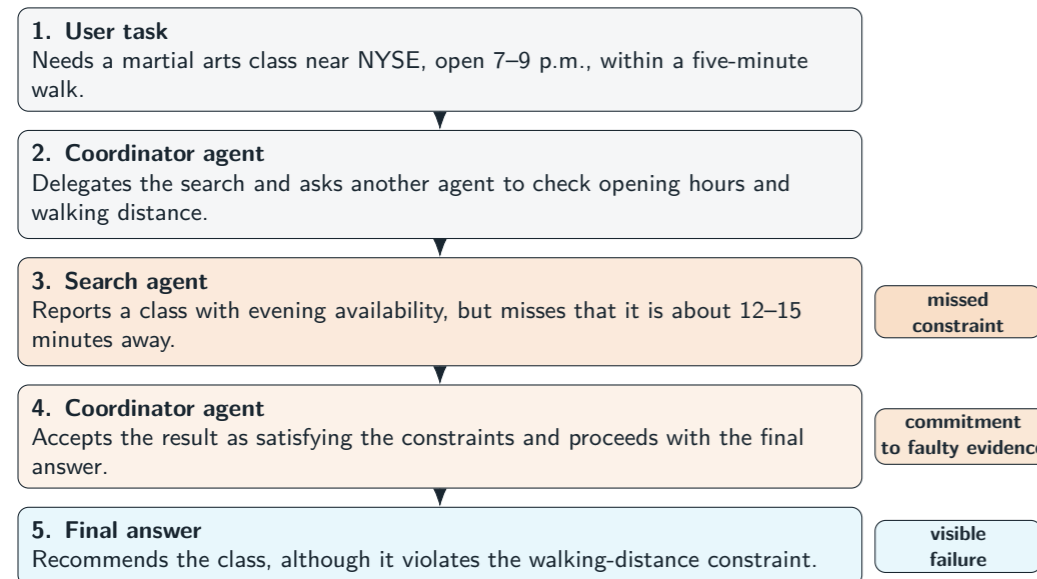 1. User task
Needs a martial arts class near NYSE, open 7–9 p.m., within a five-minute
walk.
2. Coordinator agent
Delegates the search and asks another agent to check opening hours and
walking distance.
3. Search agent
Reports a class with evening availability, but misses that it is about 12–15
minutes away.
missed
constraint
4. Coordinator agent
Accepts the result as satisfying the constraints and proceeds with the final
answer.
commitment
to faulty evidence
5. Final answer
Recommends the class, although it violates the walking-distance constraint.
visible
failure